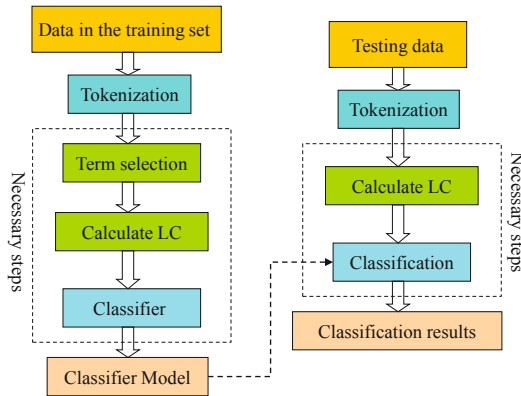 Data in the training set
Tokenization
Necessary steps
Term selection
Calculate LC
Classifier
Classifier Model
Testing data
Tokenization
Necessary steps
Calculate LC
Classification
Classification results